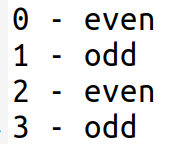 0 - even
1 - odd
2 - even
3 - odd